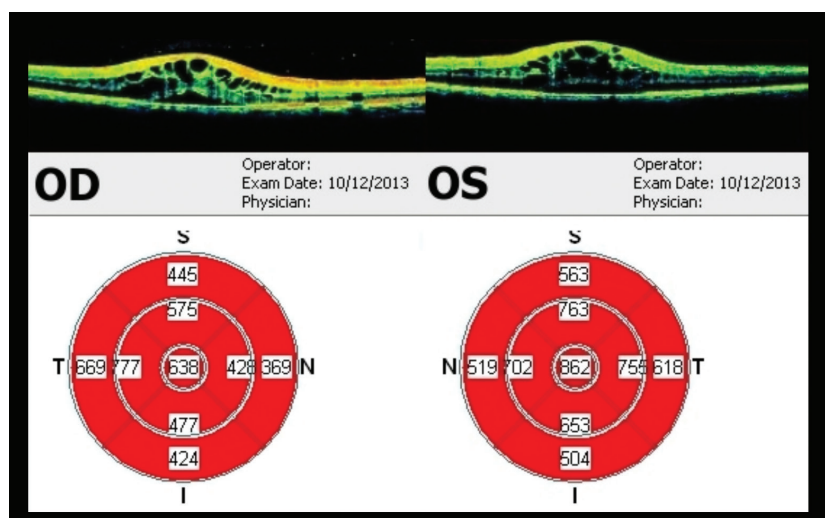 OD
Operator:
Exam Date: 10/12/2013
Physician:
OS
Operator:
Exam Date: 10/12/2013
Physician:
S
445
575
T 669 777 638 428 369 N
477
424
I
S
563
763
N 519 702 862 755 618 T
653
504
I